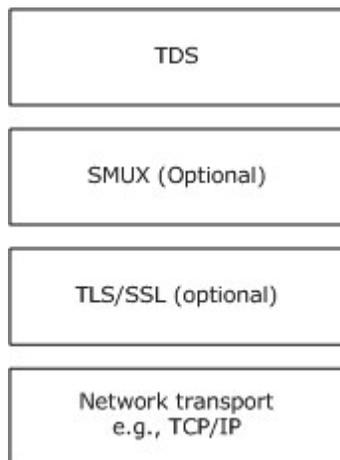 TDS
SMUX (Optional)
TLS/SSL (optional)
Network transport
e.g., TCP/IP